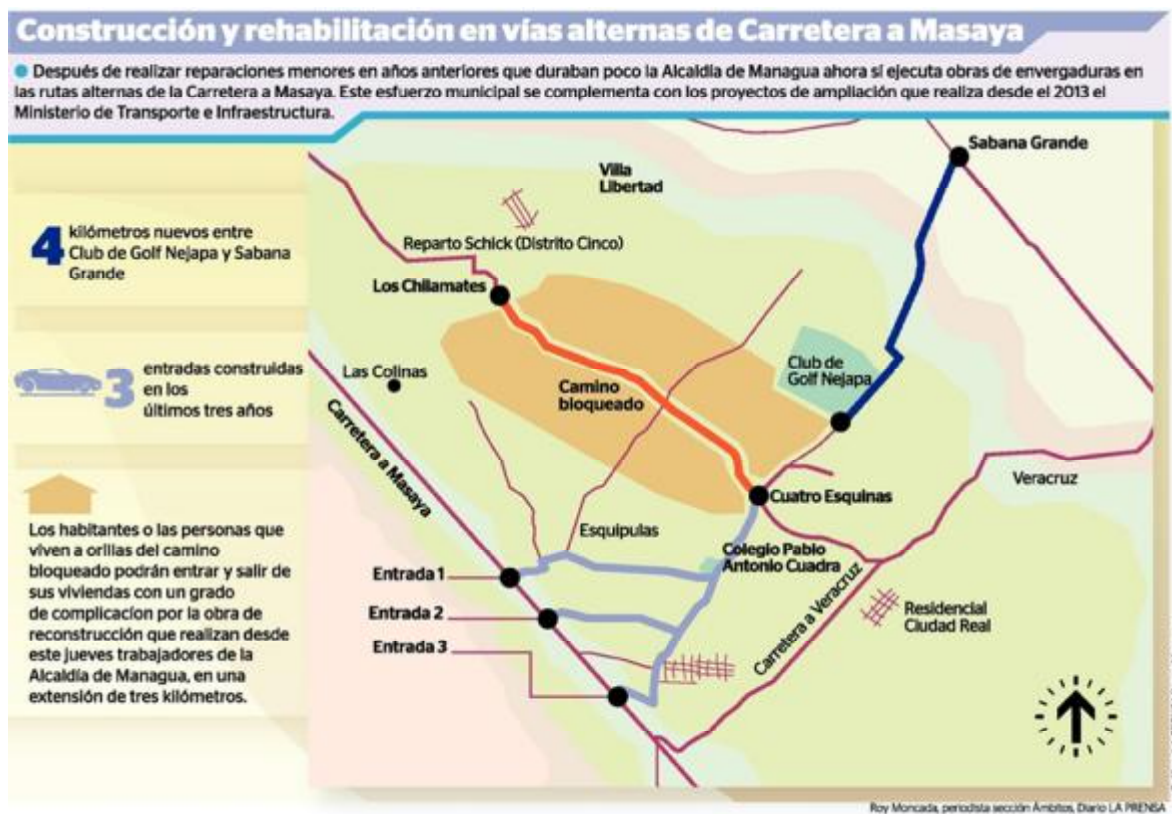 Construcción y rehabilitación en vías alternas de Carretera a Masaya
Después de realizar reparaciones menores en años anteriores que duraban poco la Alcaldía de Managua ahora sí ejecuta obras de envergaduras en
las rutas alternas de la Carretera a Masaya. Este esfuerzo municipal se complementa con los proyectos de ampliación que realiza desde el 2013 el
Ministerio de Transporte e Infraestructura.
4 kilómetros nuevos entre
Club de Golf Nejapa y Sabana
Grande
3 entradas construidas
en los
últimos tres años
Los habitantes o las personas que
viven a orillas del camino
bloqueado podrán entrar y salir de
sus viviendas con un grado
de complicacíon por la obra de
reconstrucción que realizan desde
este jueves trabajadores de la
Alcaldía de Managua, en una
extensión de tres kilómetros.
Sabana Grande
Villa
Libertad
Reparto Schick (Distrito Cinco)
Los Chilamates
Las Colinas
Club de
Golf Nejapa
Camino
bloqueado
Carretera a Masaya
Veracruz
Cuatro Esquinas
Esquipulas
Colegio Pablo
Antonio Cuadra
Entrada 1
Entrada 2
Entrada 3
Carretera a Veracruz
Residencial
Ciudad Real
Roy Moncada, periodista sección Ámbitos, Diario LA PRENSA